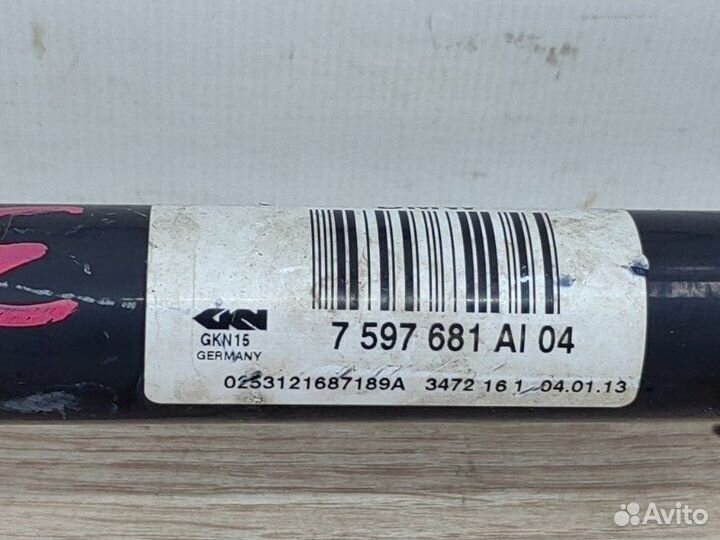 GKN
7 597 681 AI 04
GKN15
GERMANY
0253121687189A 3472 16 1 04.01.13
Avito